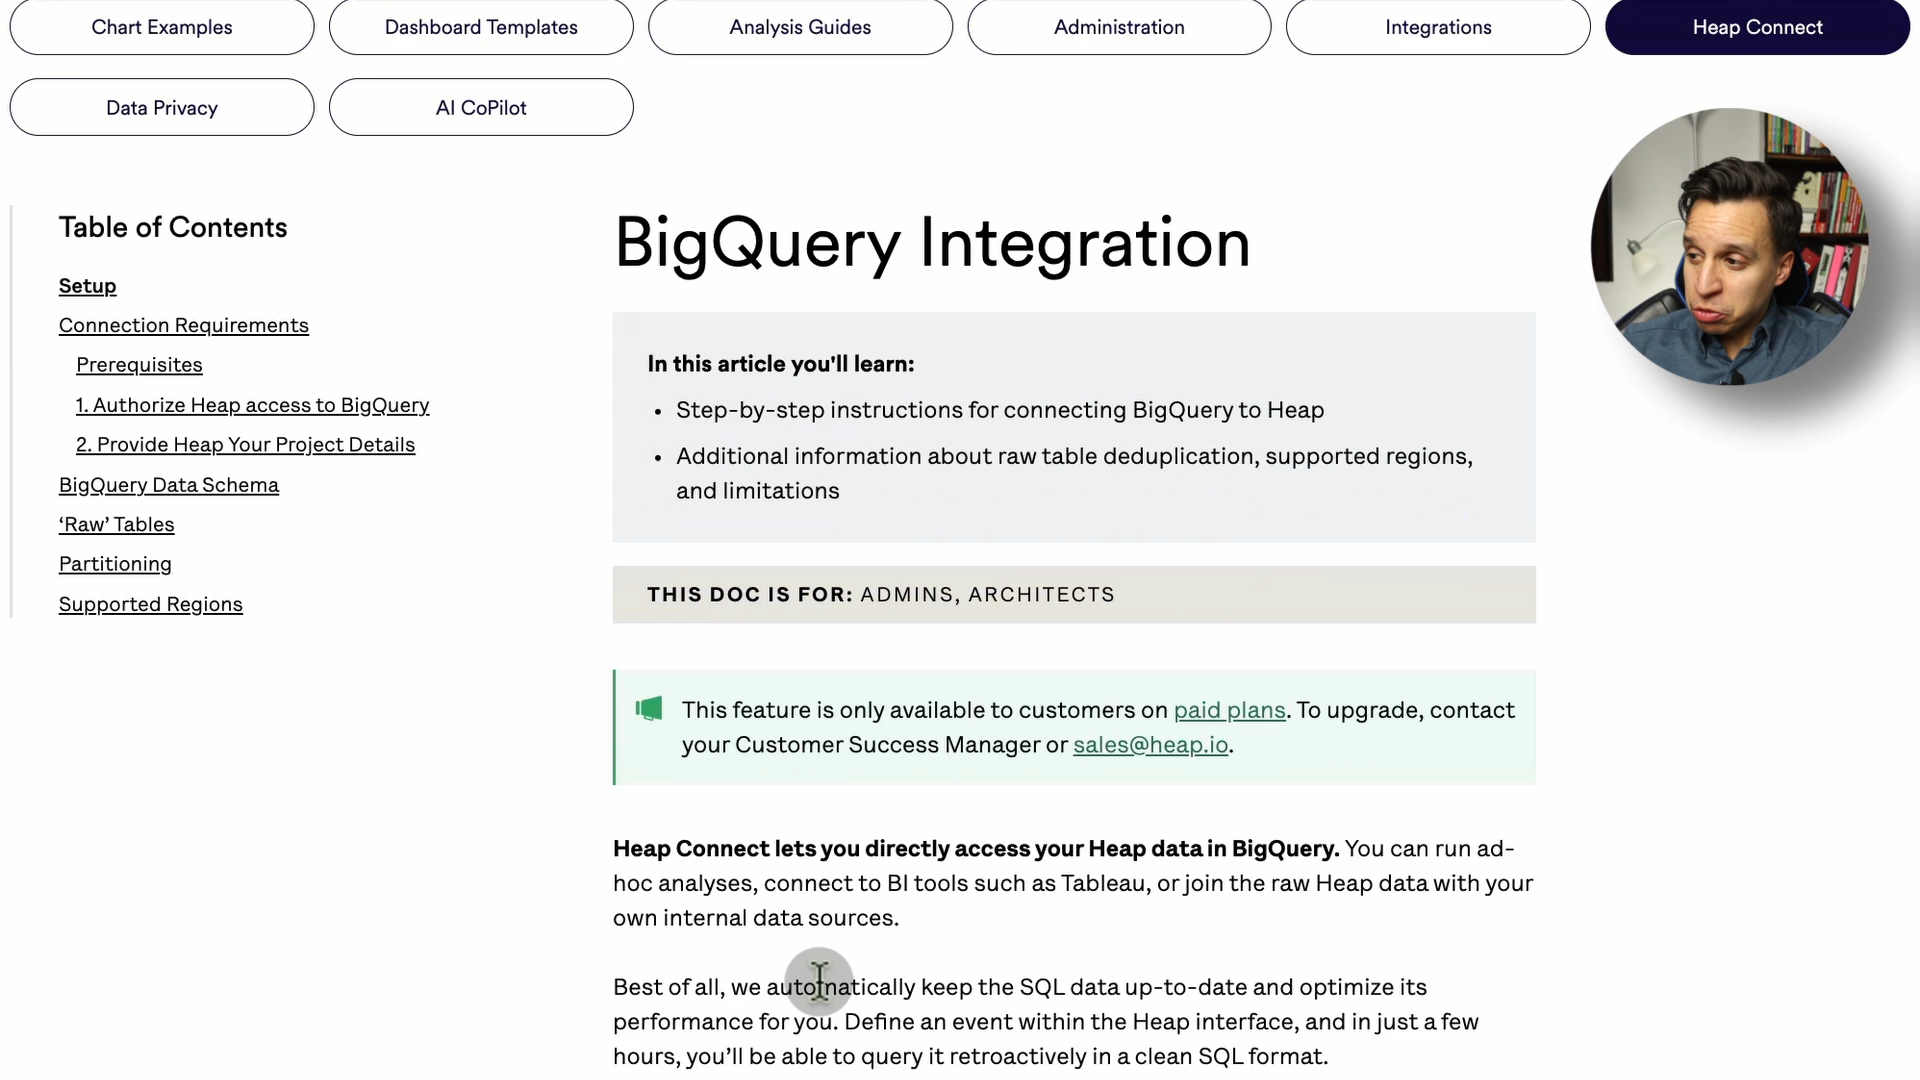 Chart Examples
Dashboard Templates
Analysis Guides
Administration
Integrations
Heap Connect
Data Privacy
AI CoPilot
Table of Contents
Setup
Connection Requirements
Prerequisites
1. Authorize Heap access to BigQuery
2. Provide Heap Your Project Details
BigQuery Data Schema
‘Raw’ Tables
Partitioning
Supported Regions
BigQuery Integration
In this article you'll learn:
• Step-by-step instructions for connecting BigQuery to Heap
• Additional information about raw table deduplication, supported regions,
and limitations
THIS DOC IS FOR: ADMINS, ARCHITECTS
This feature is only available to customers on paid plans. To upgrade, contact
your Customer Success Manager or sales@heap.io.
Heap Connect lets you directly access your Heap data in BigQuery. You can run ad-
hoc analyses, connect to BI tools such as Tableau, or join the raw Heap data with your
own internal data sources.
Best of all, we automatically keep the SQL data up-to-date and optimize its
performance for you. Define an event within the Heap interface, and in just a few
hours, you’ll be able to query it retroactively in a clean SQL format.